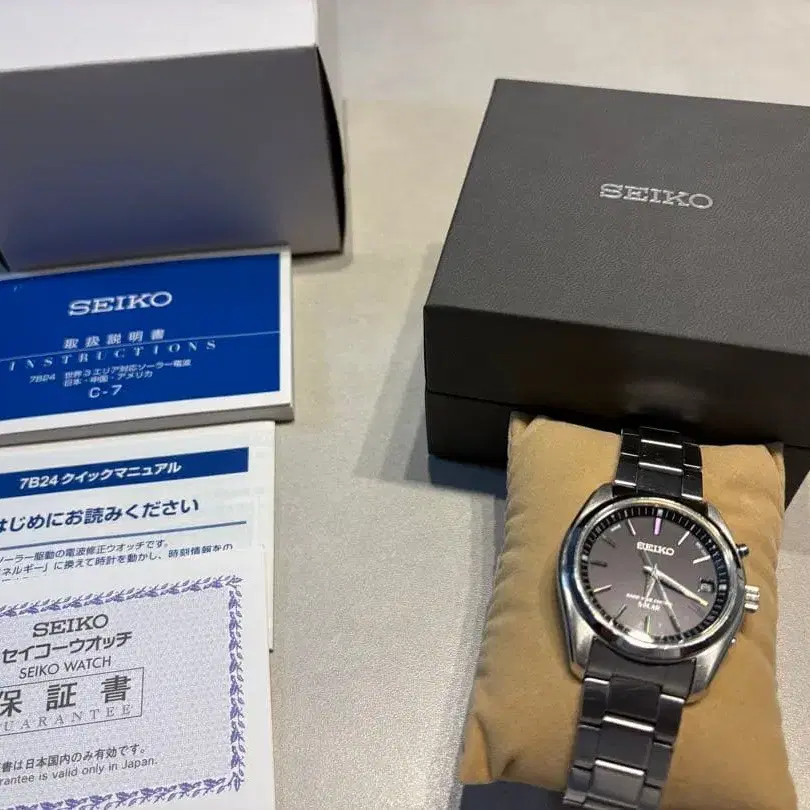 SEIKO
SEIKO
取扱説明書
INSTRUCTIONS
7B24 世界3エリア対応ソーラー電波
日本・中国・アメリカ
C-7
7B24 クイックマニュアル
はじめにお読みください
ソーラー駆動の電波修正ウオッチです。
ネルギー」に換えて時計を動かし、時刻情報をの
SEIKO
セイコーウオッチ
SEIKO WATCH
保証書
GUARANTEE
書は日本国内のみ有効です。
rantee is valid only in Japan.
SEIKO
SOLAR